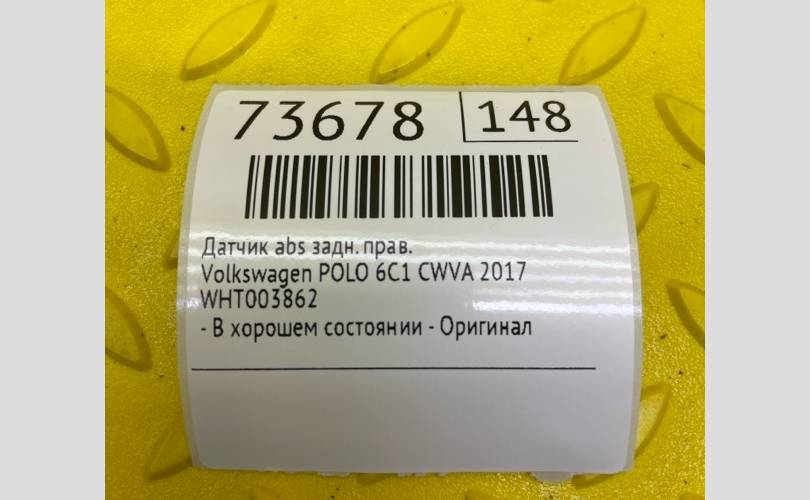 73678 148
Датчик abs задн. прав.
Volkswagen POLO 6C1 CWVA 2017
WHT003862
- В хорошем состоянии - Оригинал